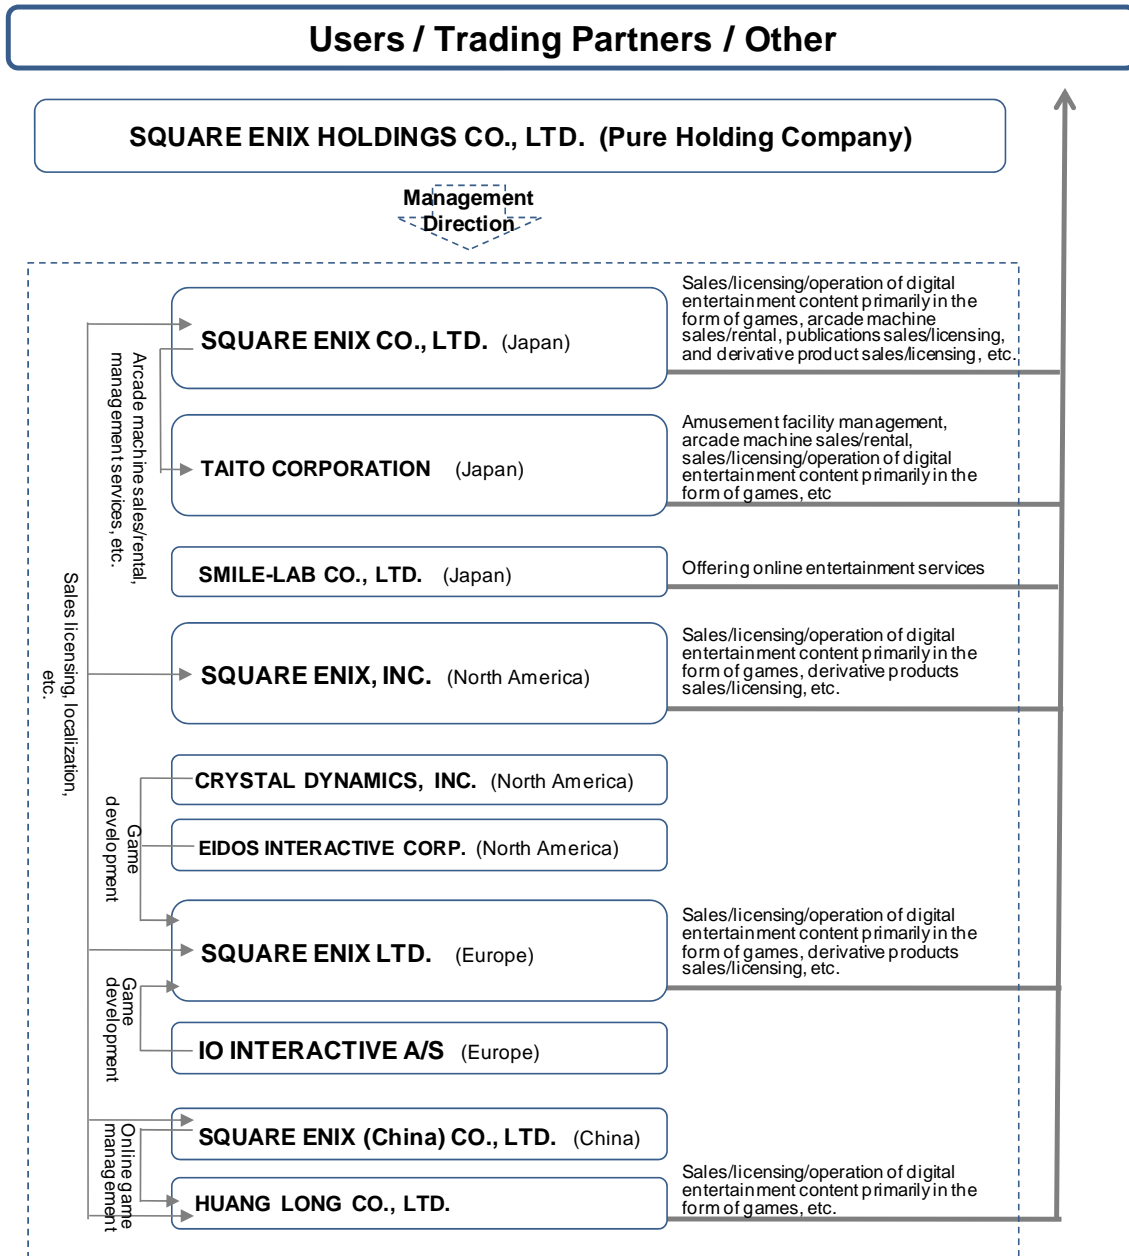 Users / Trading Partners / Other
SQUARE ENIX HOLDINGS CO., LTD. (Pure Holding Company)
Management
Direction
SQUARE ENIX CO., LTD. (Japan)
Sales/licensing/operation of digital
entertainment content primarily in the
form of games, arcade machine
sales/rental, publications sales/licensing,
and derivative product sales/licensing, etc.
Arcade machine sales/rental,
management services, etc.
TAITO CORPORATION (Japan)
Amusement facility management,
arcade machine sales/rental,
sales/licensing/operation of digital
entertainment content primarily in the
form of games, etc
SMILE-LAB CO., LTD. (Japan)
Offering online entertainment services
Sales licensing, localization,
etc.
SQUARE ENIX, INC. (North America)
Sales/licensing/operation of digital
entertainment content primarily in the
form of games, derivative products
sales/licensing, etc.
CRYSTAL DYNAMICS, INC. (North America)
Game
development
EIDOS INTERACTIVE CORP. (North America)
SQUARE ENIX LTD. (Europe)
Sales/licensing/operation of digital
entertainment content primarily in the
form of games, derivative products
sales/licensing, etc.
Game
development
IO INTERACTIVE A/S (Europe)
SQUARE ENIX (China) CO., LTD. (China)
Online game
management
HUANG LONG CO., LTD.
Sales/licensing/operation of digital
entertainment content primarily in the
form of games, etc.